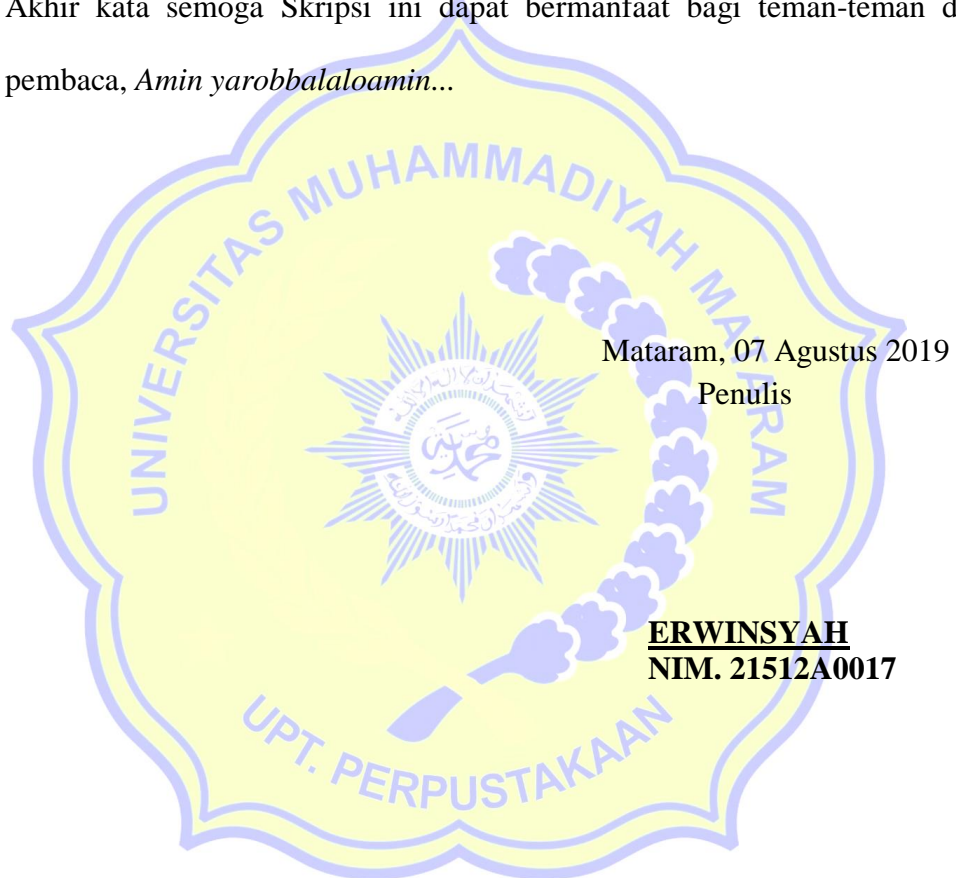 Akhir kata semoga Skripsi ini dapat bermanfaat bagi teman-teman d
pembaca, Amin yarobbalaloamin...
UNIVERSITAS MUHAMMADIYAH MATARAM
Mataram, 07 Agustus 2019
Penulis
محمدية
ERWINSYAH
NIM. 21512A0017
UPT. PERPUSTAKAAN